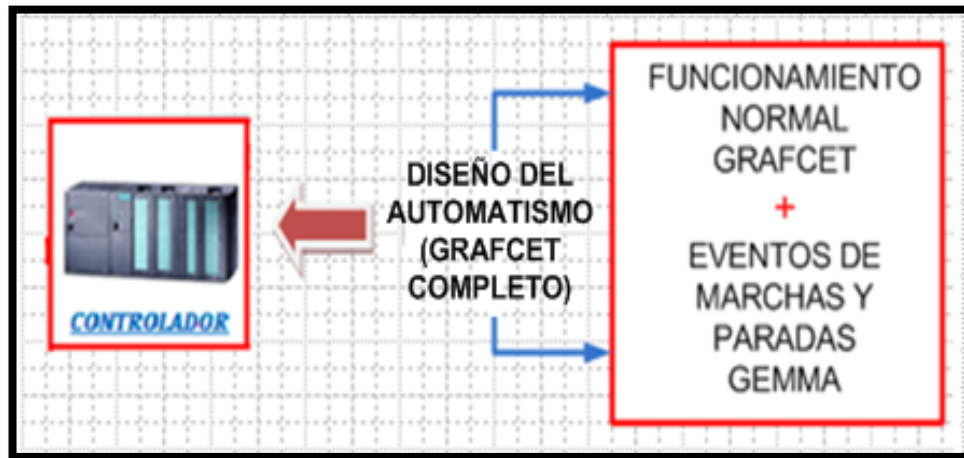 CONTROLADOR
DISEÑO DEL
AUTOMATISMO
(GRAFCET
COMPLETO)
FUNCIONAMIENTO
NORMAL
GRAFCET
+
EVENTOS DE
MARCHAS Y
PARADAS
GEMMA